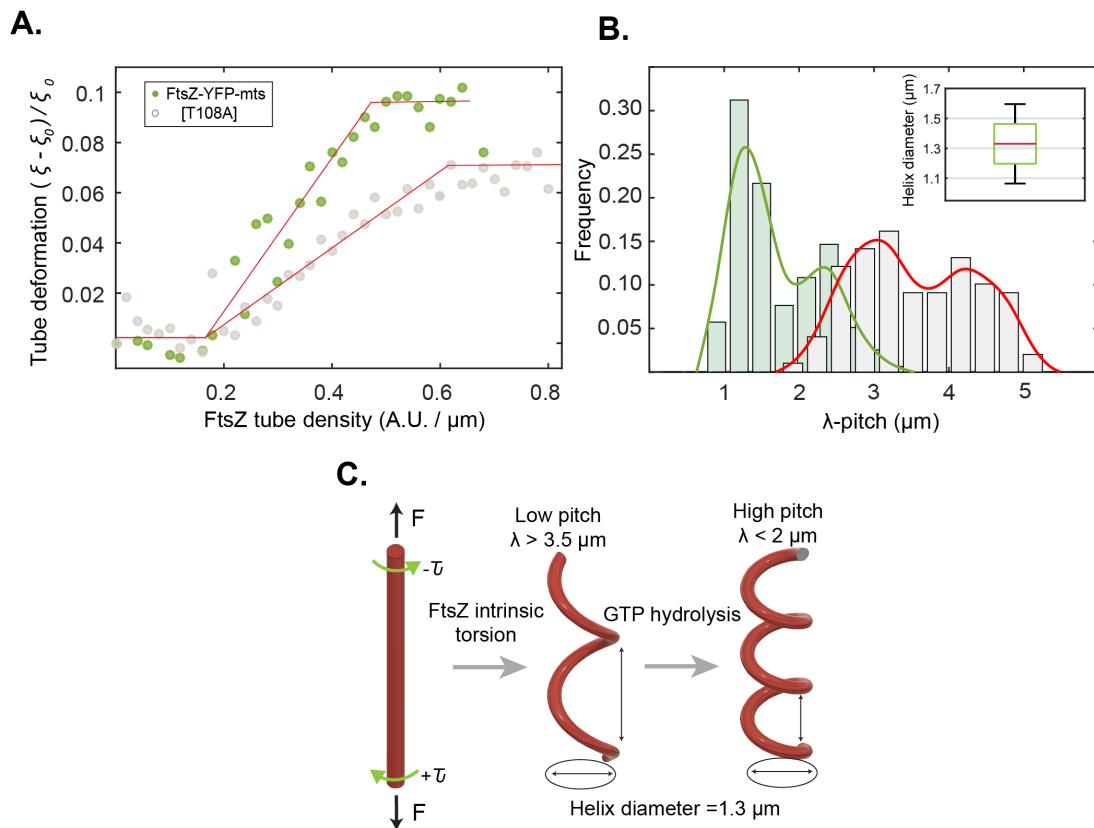 A.
Tube deformation ( ξ - ξ0) / ξ 0
0.1
0.08
0.06
0.04
0.02
FtsZ-YFP-mts
[T108A]
0.2
0.4
0.6
0.8
FtsZ tube density (A.U. / µm)
B.
Frequency
0.30
0.25
0.20
0.15
0.10
0.05
1
2
3
4
5
λ-pitch (µm)
Helix diameter (µm)
1.7
1.5
1.3
1.1
C.
F
-τ
+τ
F
FtsZ intrinsic
torsion
Low pitch
λ > 3.5 µm
GTP hydrolysis
High pitch
λ < 2 µm
Helix diameter =1.3 µm